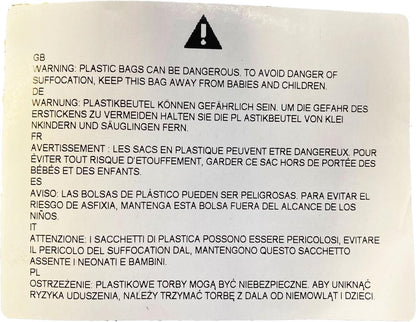 GB
WARNING: PLASTIC BAGS CAN BE DANGEROUS. TO AVOID DANGER OF
SUFFOCATION, KEEP THIS BAG AWAY FROM BABIES AND CHILDREN.
DE
WARNUNG: PLASTIKBEUTEL KÖNNEN GEFÄHRLICH SEIN. UM DIE GEFAHR DES
ERSTICKENS ZU VERMEIDEN HALTEN SIE DIE PL ASTIKBEUTEL VON KLEI
NKINDERN UND SÄUGLINGEN FERN.
FR
AVERTISSEMENT : LES SACS EN PLASTIQUE PEUVENT ETRE DANGEREUX. POUR
ÉVITER TOUT RISQUE D'ETOUFFEMENT, GARDER CE SAC HORS DE PORTÉE DES
BÉBÉS ET DES ENFANTS.
ES
AVISO: LAS BOLSAS DE PLÁSTICO PUEDEN SER PELIGROSAS. PARA EVITAR EL
RIESGO DE ASFIXIA, MANTENGA ESTA BOLSA FUERA DEL ALCANCE DE LOS
NIÑOS.
IT
ATTENZIONE: I SACCHETTI DI PLASTICA POSSONO ESSERE PERICOLOSI, EVITARE
IL PERICOLO DEL SUFFOCATION DAL, MANTENGONO QUESTO SACCHETTO
ASSENTE I NEONATI E BAMBINI.
PL
OSTRZEŻENIE: PLASTIKOWE TORBY MOGĄ BYĆ NIEBEZPIECZNE. ABY UNIKNĄĆ
RYZYKA UDUSZENIA, NALEŻY TRZYMAĆ TORBĘ Z DALA OD NIEMOWLĄT I DZIECI.